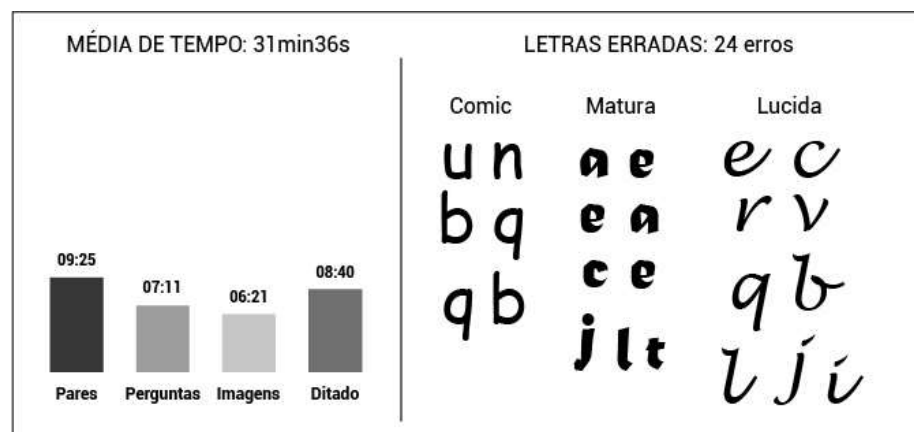 MÉDIA DE TEMPO: 31min36s
09:25
07:11
06:21
08:40
Pares Perguntas Imagens Ditado
LETRAS ERRADAS: 24 erros
Comic Matura Lucida
u n
b q
q b
a e
e a
c e
j l t
e c
r v
q b
l j i